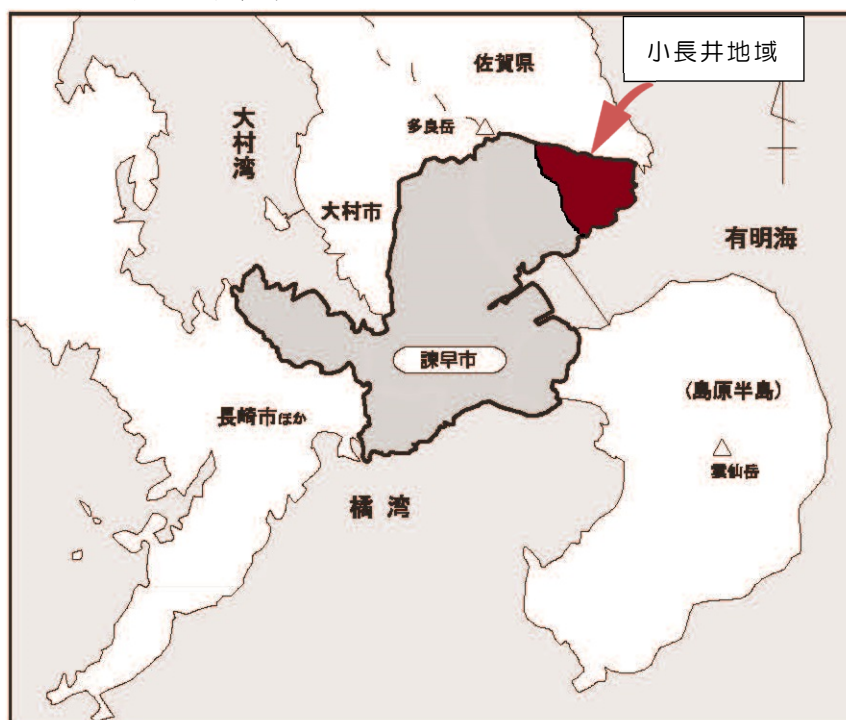 小長井地域
佐賀県
多良岳
大村湾
大村市
有明海
諫早市
(島原半島)
長崎市ほか
雲仙岳
橘湾